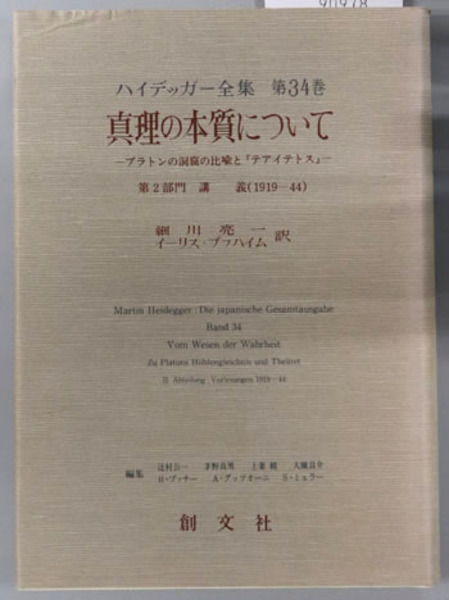 90978
ハイデッガー全集 第34巻
真理の本質について
―プラトンの洞窟の比喩と『テアイテトス』―
第2部門 講 義(1919―44)
細川亮一
イーリス・ブフハイム 訳
Martin Heidegger : Die japanische Gesamtausgabe
Band 34
Vom Wesen der Wahrheit
Zu Platons Höhlengleichnis und Theätet
II Abteilung Vorlesungen 1919―44
編集 辻村公一 茅野良男 上妻精 大橋良介
H・ブッナー A・グッツオーニ S・ミュラー
創文社